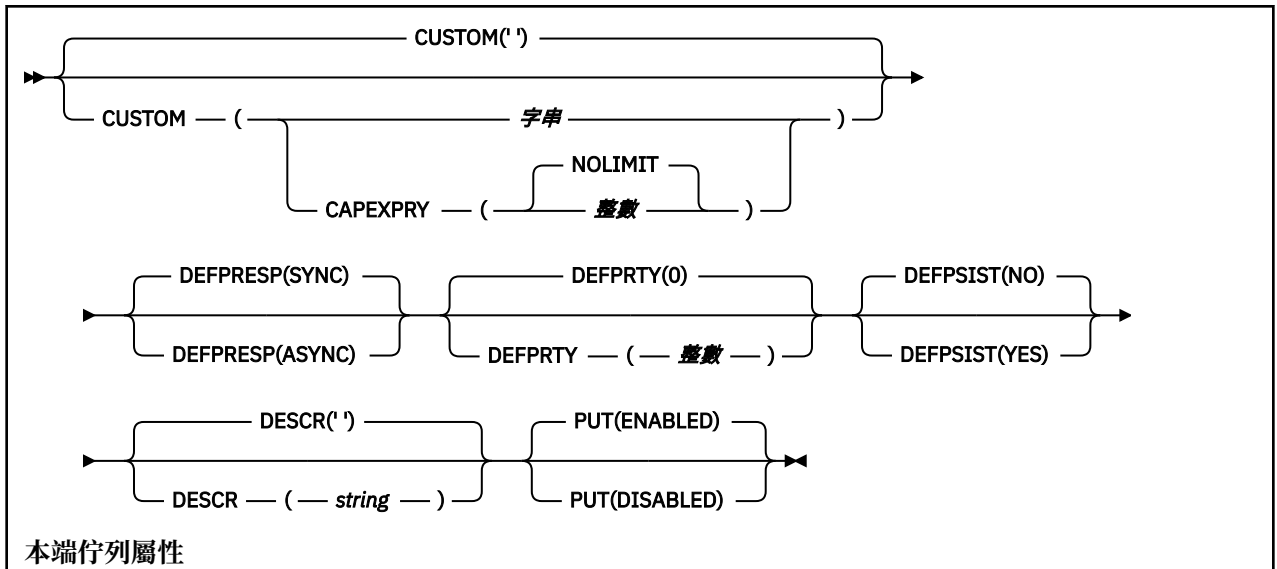 CUSTOM(' ')
CUSTOM ( 字串 )
NOLIMIT
CAPEXPRY ( 整數 )
DEFPRESP(SYNC) DEFPRTY(0) DEFPSIST(NO)
DEFPRESP(ASYNC) DEFPRTY ( 整數 ) DEFPSIST(YES)
DESCR(' ') PUT(ENABLED)
DESCR ( string ) PUT(DISABLED)
本端佇列屬性